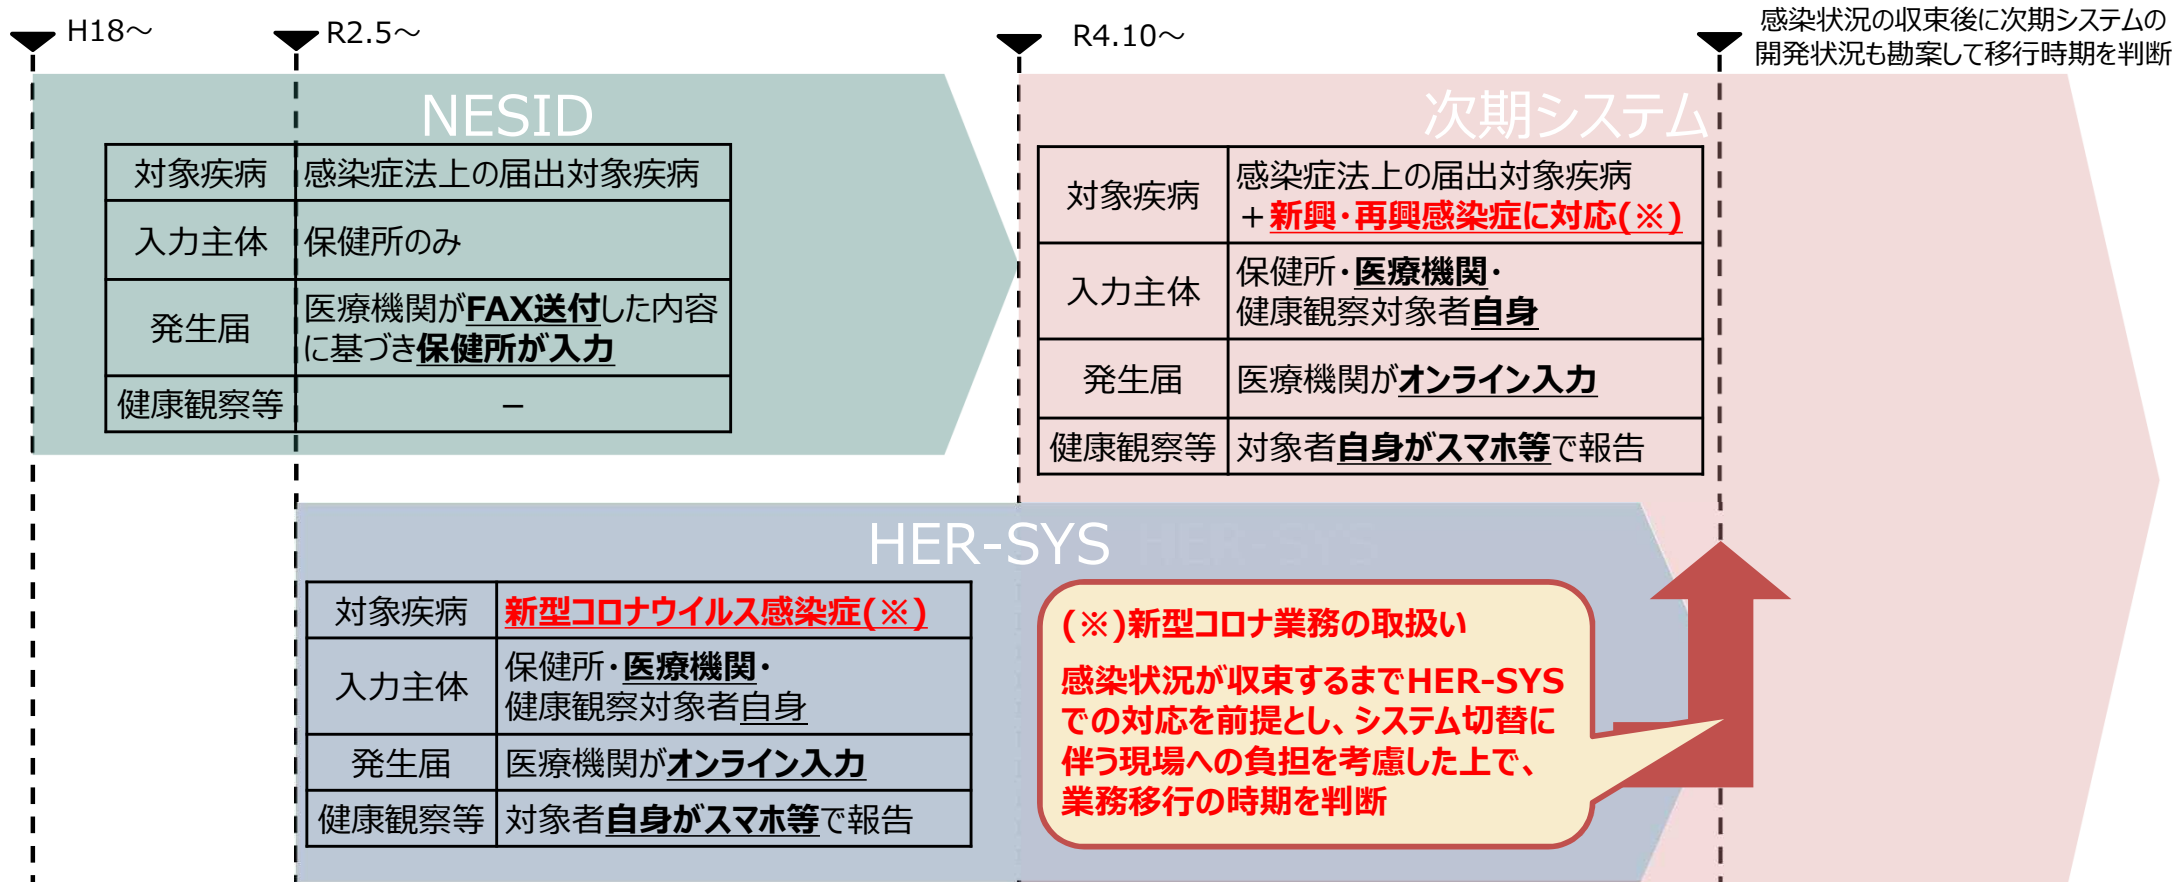 H18～
R2.5～
R4.10～
感染状況の収束後に次期システムの
開発状況も勘案して移行時期を判断
NESID
対象疾病 感染症法上の届出対象疾病
入力主体 保健所のみ
発生届 医療機関がFAX送付した内容
に基づき保健所が入力
健康観察等 －
次期システム
対象疾病 感染症法上の届出対象疾病
＋新興・再興感染症に対応(※)
入力主体 保健所・医療機関・
健康観察対象者自身
発生届 医療機関がオンライン入力
健康観察等 対象者自身がスマホ等で報告
HER-SYS HER-SYS
対象疾病 新型コロナウイルス感染症(※)
入力主体 保健所・医療機関・
健康観察対象者自身
発生届 医療機関がオンライン入力
健康観察等 対象者自身がスマホ等で報告
(※)新型コロナ業務の取扱い
感染状況が収束するまでHER-SYS
での対応を前提とし、システム切替に
伴う現場への負担を考慮した上で、
業務移行の時期を判断